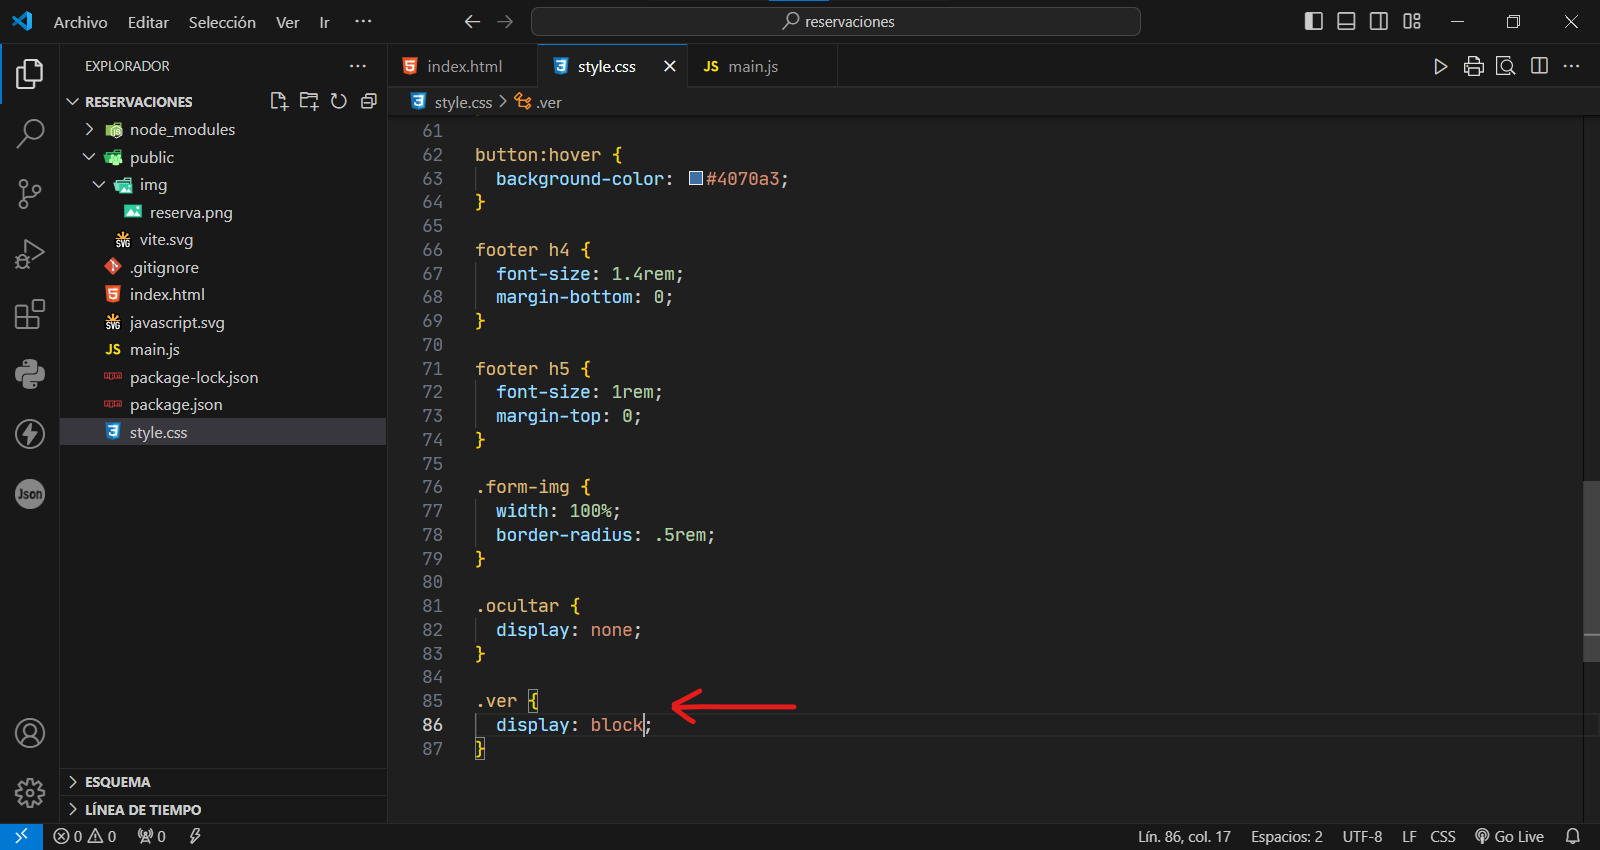 Archivo Editar Selección Ver Ir ···
reservaciones
EXPLORADOR ···
RESERVACIONES
node_modules
public
img
reserva.png
SVG vite.svg
.gitignore
index.html
SVG javascript.svg
JS main.js
package-lock.json
package.json
style.css
Json
ESQUEMA
LÍNEA DE TIEMPO
index.html
style.css
JS main.js
style.css > .ver
61
62 button:hover {
63 background-color: #4070a3;
64 }
65
66 footer h4 {
67 font-size: 1.4rem;
68 margin-bottom: 0;
69 }
70
71 footer h5 {
72 font-size: 1rem;
73 margin-top: 0;
74 }
75
76 .form-img {
77 width: 100%;
78 border-radius: .5rem;
79 }
80
81 .ocultar {
82 display: none;
83 }
84
85 .ver {
86 display: block;
87 }
0 0 0
Lín. 86, col. 17 Espacios: 2 UTF-8 LF CSS Go Live